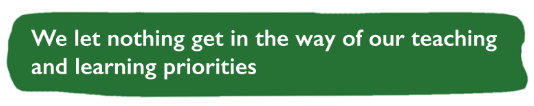 We let nothing get in the way of our teaching
and learning priorities